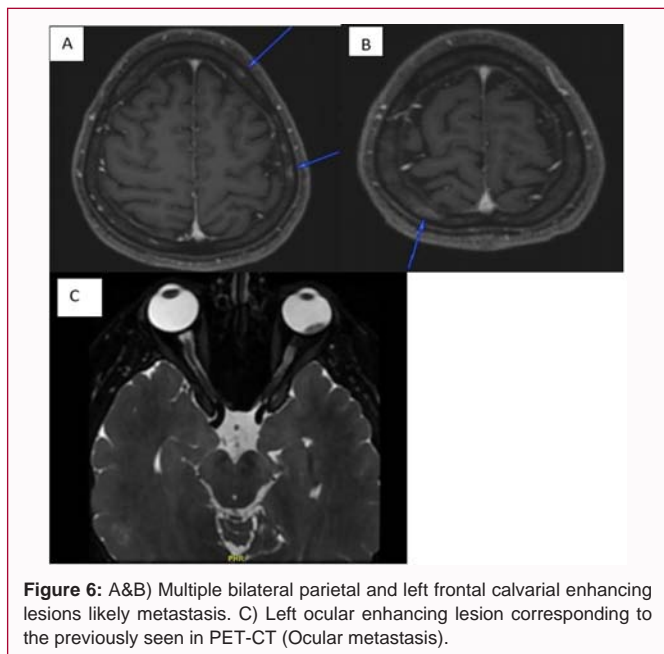 A
B
C
PHR
Figure 6: A&B) Multiple bilateral parietal and left frontal calvarial enhancing
lesions likely metastasis. C) Left ocular enhancing lesion corresponding to
the previously seen in PET-CT (Ocular metastasis).